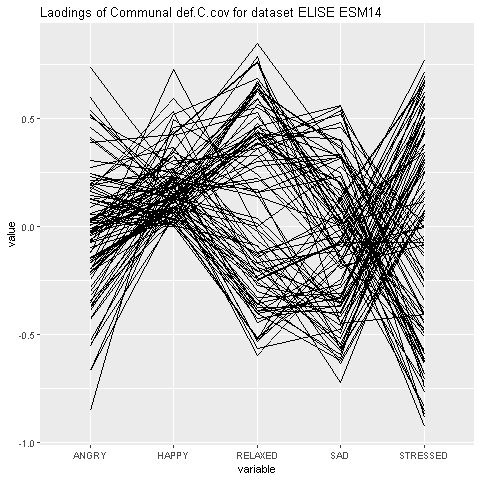 Laodings of Communal def.C.cov for dataset ELISE ESM14
0.5
0.0
-0.5
-1.0
value
ANGRY HAPPY RELAXED SAD STRESSED
variable